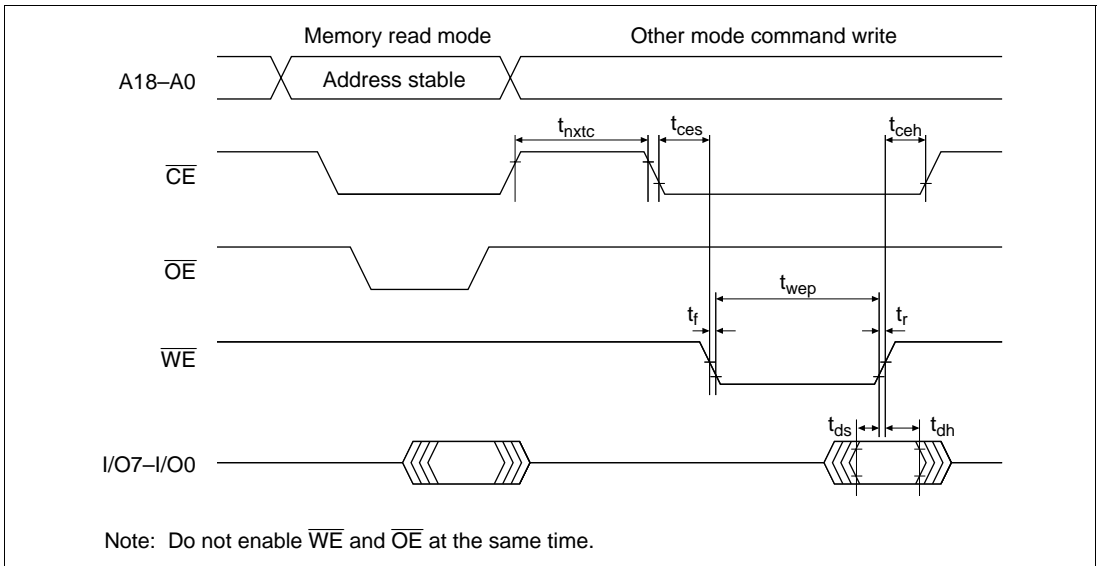 Memory read mode Other mode command write
A18–A0 Address stable
tnxtc tces tceh
CE
OE
twep
tf tr
WE
tds tdh
I/O7–I/O0
Note: Do not enable WE and OE at the same time.